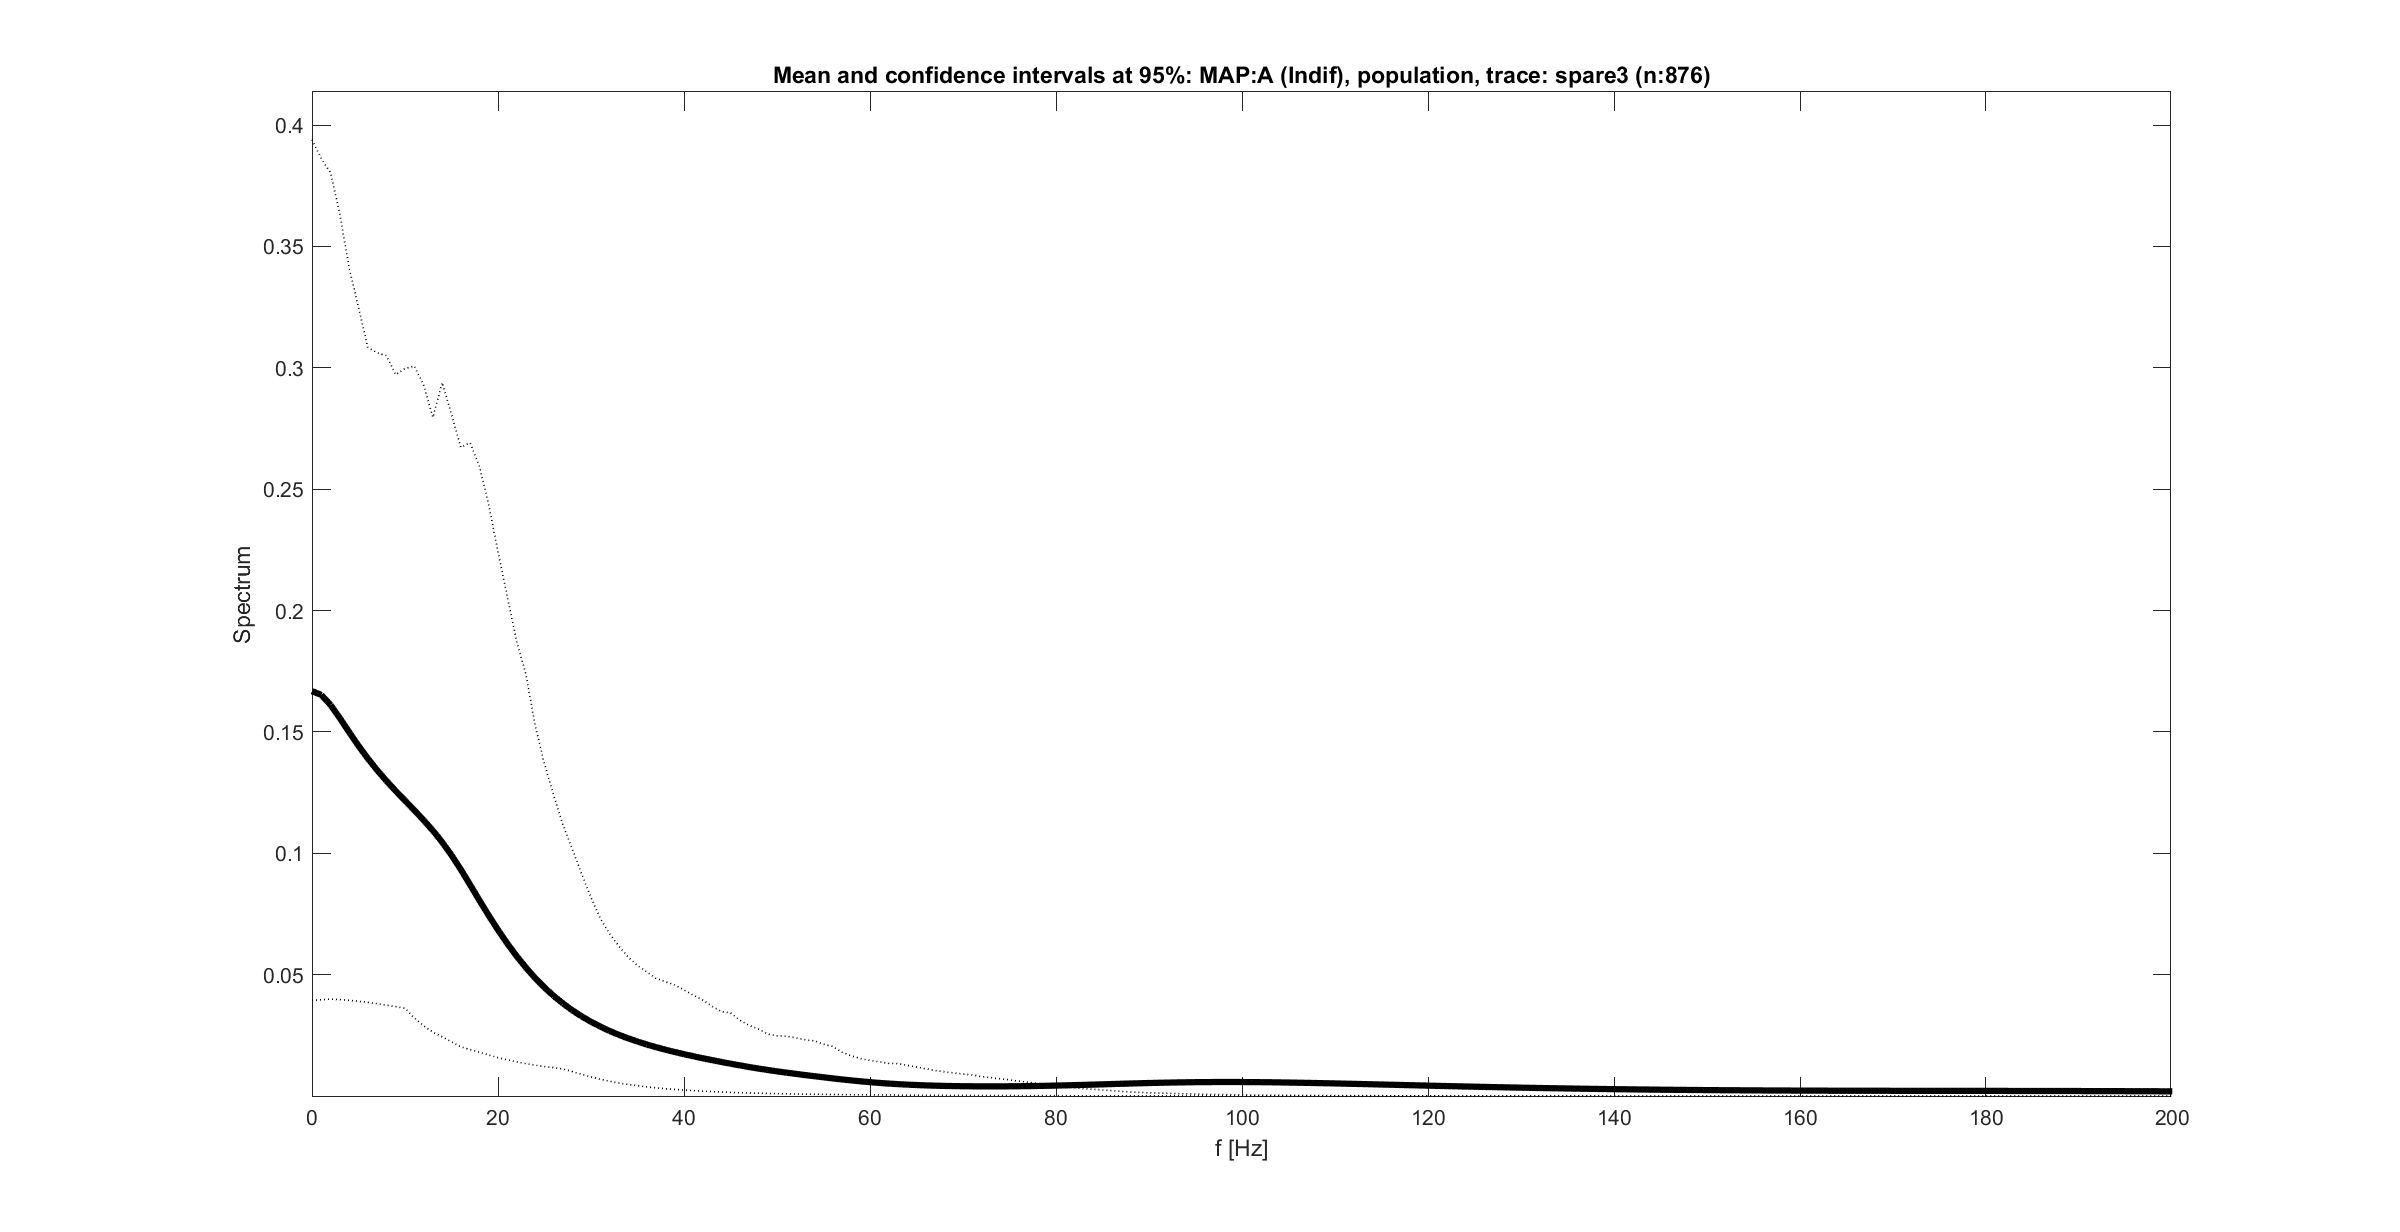 Mean and confidence intervals at 95%: MAP:A (Indif), population, trace: spare3 (n:876)
0.4
0.35
0.3
0.25
0.2
0.15
0.1
0.05
Spectrum
0 20 40 60 80 100 120 140 160 180 200
f [Hz]